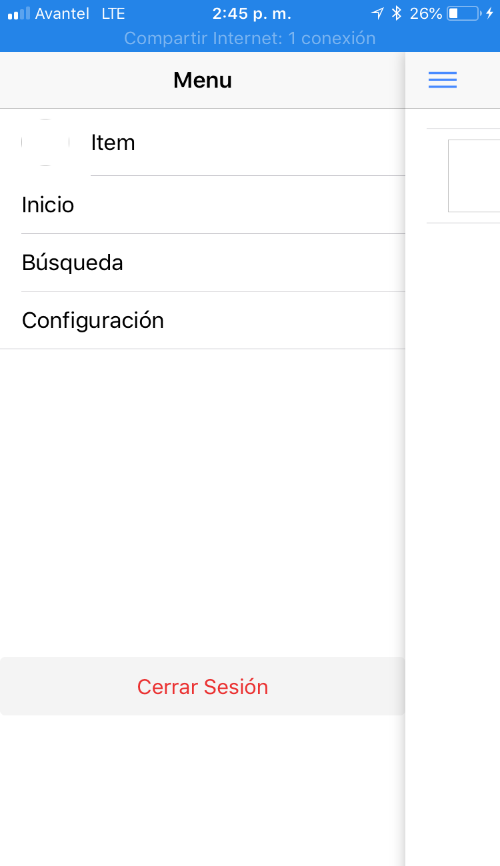 Avantel LTE 2:45 p. m. 26%
Compartir Internet: 1 conexión
Menu
Item
Inicio
Búsqueda
Configuración
Cerrar Sesión